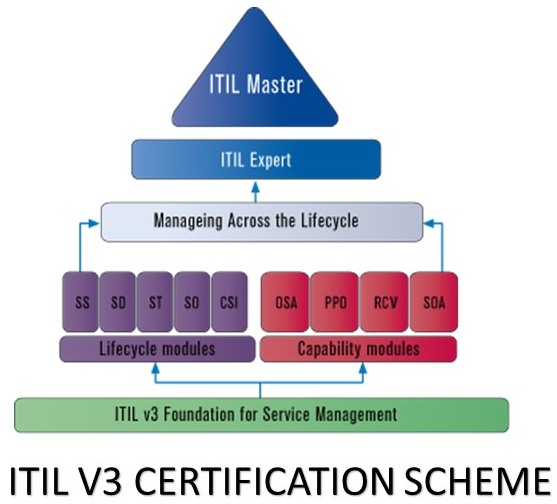 ITIL Master
ITIL Expert
Manageing Across the Lifecycle
SS SD ST SO CSI OSA PPO RCV SOA
Lifecycle modules Capability modules
ITIL v3 Foundation for Service Management
ITIL V3 CERTIFICATION SCHEME